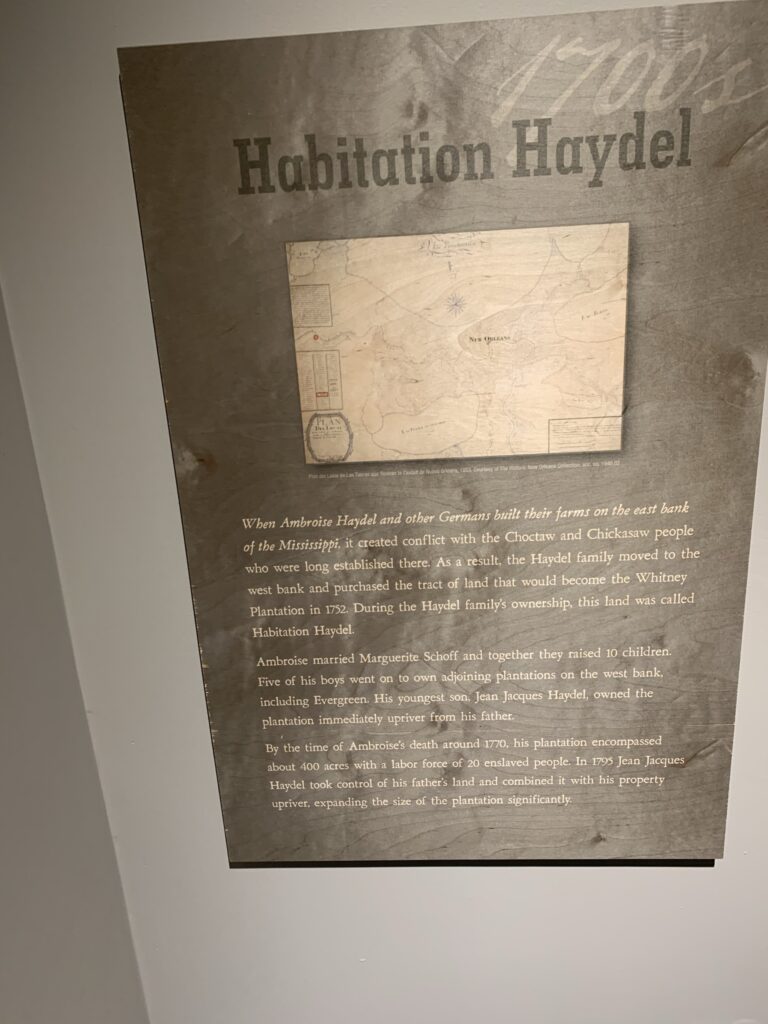 1700's
Habitation Haydel
NEW ORLEANS
PLAN
When Ambroise Haydel and other Germans built their farms on the east bank
of the Mississippi, it created conflict with the Choctaw and Chickasaw people
who were long established there. As a result, the Haydel family moved to the
west bank and purchased the tract of land that would become the Whitney
Plantation in 1752. During the Haydel family's ownership, this land was called
Habitation Haydel.
Ambroise married Marguerite Schoff and together they raised 10 children.
Five of his boys went on to own adjoining plantations on the west bank,
including Evergreen. His youngest son, Jean Jacques Haydel, owned the
plantation immediately upriver from his father.
By the time of Ambroise's death around 1770, his plantation encompassed
about 400 acres with a labor force of 20 enslaved people. In 1795 Jean Jacques
Haydel took control of his father's land and combined it with his property
upriver, expanding the size of the plantation significantly.